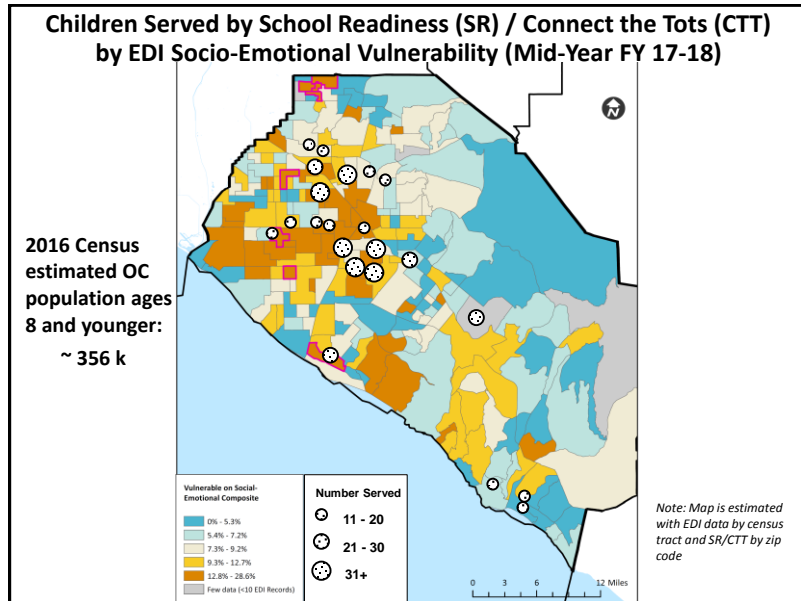 Children Served by School Readiness (SR) / Connect the Tots (CTT)
by EDI Socio-Emotional Vulnerability (Mid-Year FY 17-18)
N
2016 Census
estimated OC
population ages
8 and younger:
~ 356 k
Vulnerable on Social-
Emotional Composite
0% - 5.3%
5.4% - 7.2%
7.3% - 9.2%
9.3% - 12.7%
12.8% - 28.6%
Few data (<10 EDI Records)
Number Served
11 - 20
21 - 30
31+
Note: Map is estimated
with EDI data by census
tract and SR/CTT by zip
code
0 3 6 12 Miles